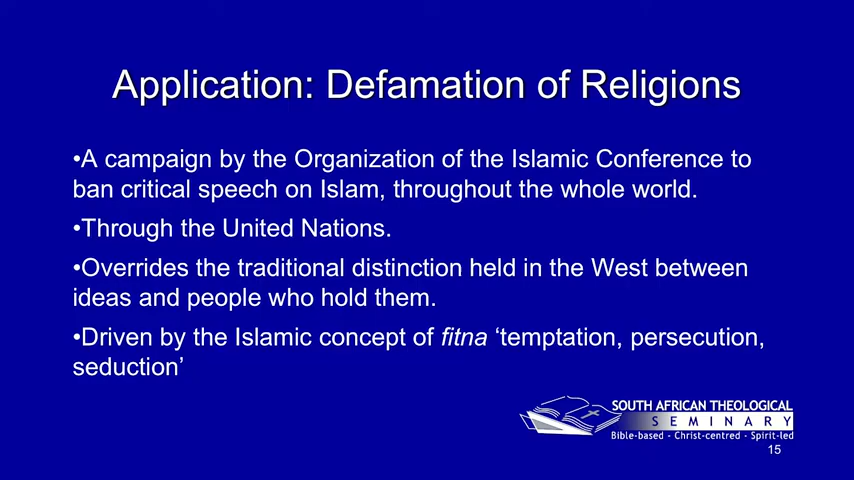 Application: Defamation of Religions
•A campaign by the Organization of the Islamic Conference to
ban critical speech on Islam, throughout the whole world.
•Through the United Nations.
•Overrides the traditional distinction held in the West between
ideas and people who hold them.
•Driven by the Islamic concept of fitna ‘temptation, persecution,
seduction’
SOUTH AFRICAN THEOLOGICAL
SEMINARY
Bible-based - Christ-centred - Spirit-led
15